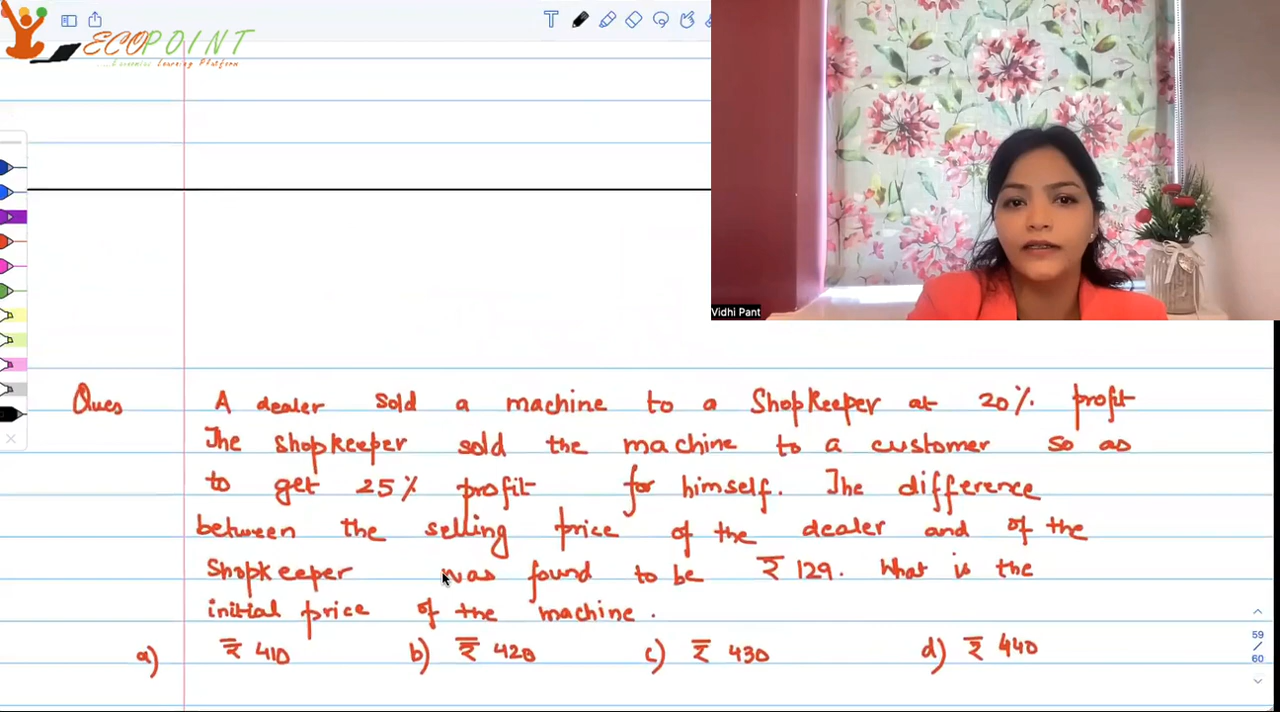 ECOPOINT
...Economics Learning Platform
T
Vidhi Pant
Ques A dealer sold a machine to a Shopkeeper at 20% profit
The shopkeeper sold the machine to a customer so as
to get 25% profit for himself. The difference
between the selling price of the dealer and of the
Shopkeeper was found to be ₹ 129. What is the
initial price of the machine.
a) ₹ 410 b) ₹ 420 c) ₹ 430 d) ₹ 440
59
/
60